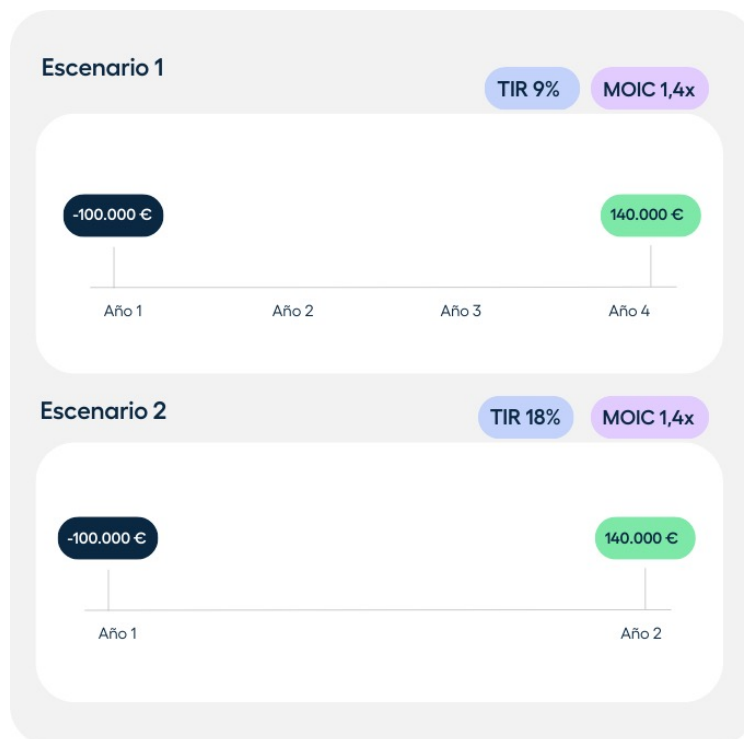 Escenario 1
TIR 9% MOIC 1,4x
-100.000 € 140.000 €
Año 1 Año 2 Año 3 Año 4
Escenario 2
TIR 18% MOIC 1,4x
-100.000 € 140.000 €
Año 1 Año 2